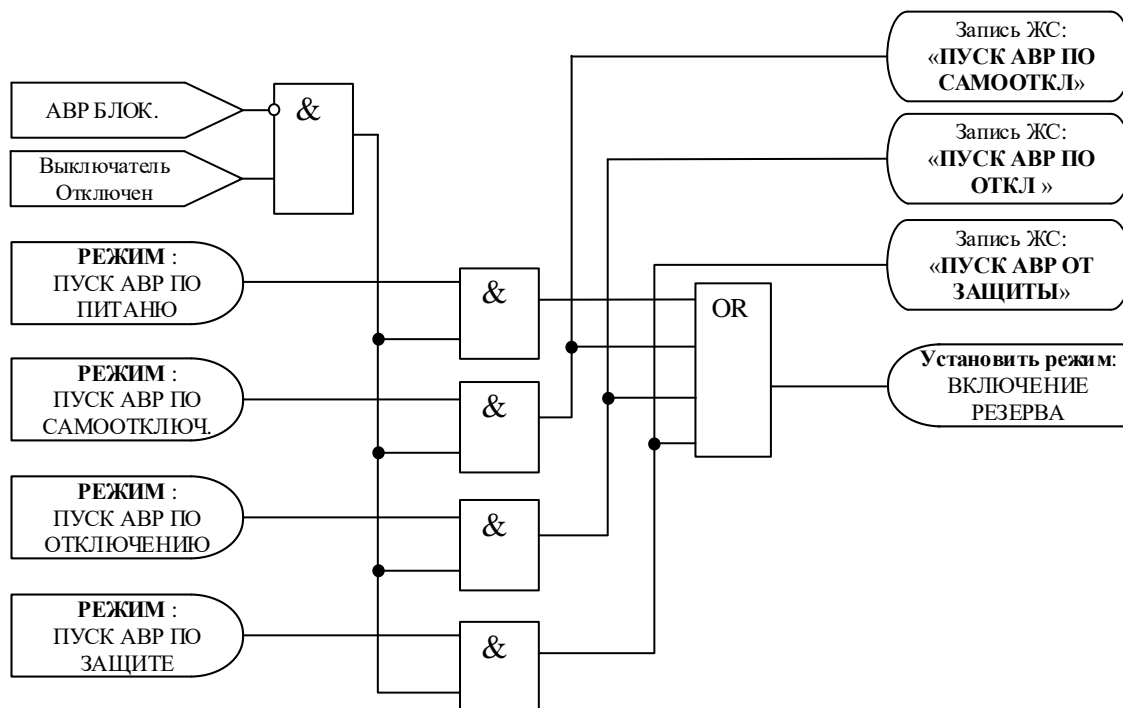 АВР БЛОК.
Выключатель
Отключен
РЕЖИМ :
ПУСК АВР ПО
ПИТАНЮ
РЕЖИМ :
ПУСК АВР ПО
САМООТКЛЮЧ.
РЕЖИМ :
ПУСК АВР ПО
ОТКЛЮЧЕНИЮ
РЕЖИМ :
ПУСК АВР ПО
ЗАЩИТЕ
&
&
&
&
&
OR
Запись ЖС:
«ПУСК АВР ПО
САМООТКЛ»
Запись ЖС:
«ПУСК АВР ПО
ОТКЛ »
Запись ЖС:
«ПУСК АВР ОТ
ЗАЩИТЫ»
Установить режим:
ВКЛЮЧЕНИЕ
РЕЗЕРВА